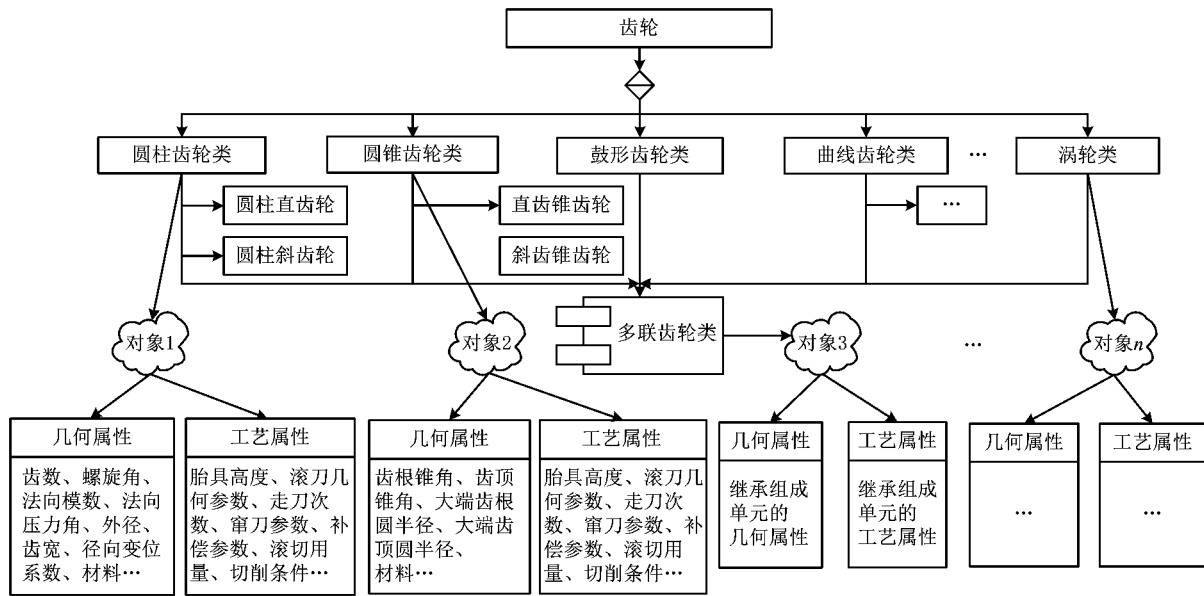 齿轮
圆柱齿轮类
圆锥齿轮类
鼓形齿轮类
曲线齿轮类
…
涡轮类
圆柱直齿轮
直齿锥齿轮
…
圆柱斜齿轮
斜齿锥齿轮
多联齿轮类
对象1
对象2
对象3
…
对象n
几何属性
齿数、螺旋角、
法向模数、法向
压力角、外径、
齿宽、径向变位
系数、材料…
工艺属性
胎具高度、滚刀几
何参数、走刀次
数、窜刀参数、补
偿参数、滚切用
量、切削条件…
几何属性
齿根锥角、齿顶
锥角、大端齿根
圆半径、大端齿
顶圆半径、
材料…
工艺属性
胎具高度、滚刀几
何参数、走刀次
数、窜刀参数、补
偿参数、滚切用
量、切削条件…
几何属性
继承组成
单元的
几何属性
工艺属性
继承组成
单元的
工艺属性
几何属性
…
…
工艺属性
…
…